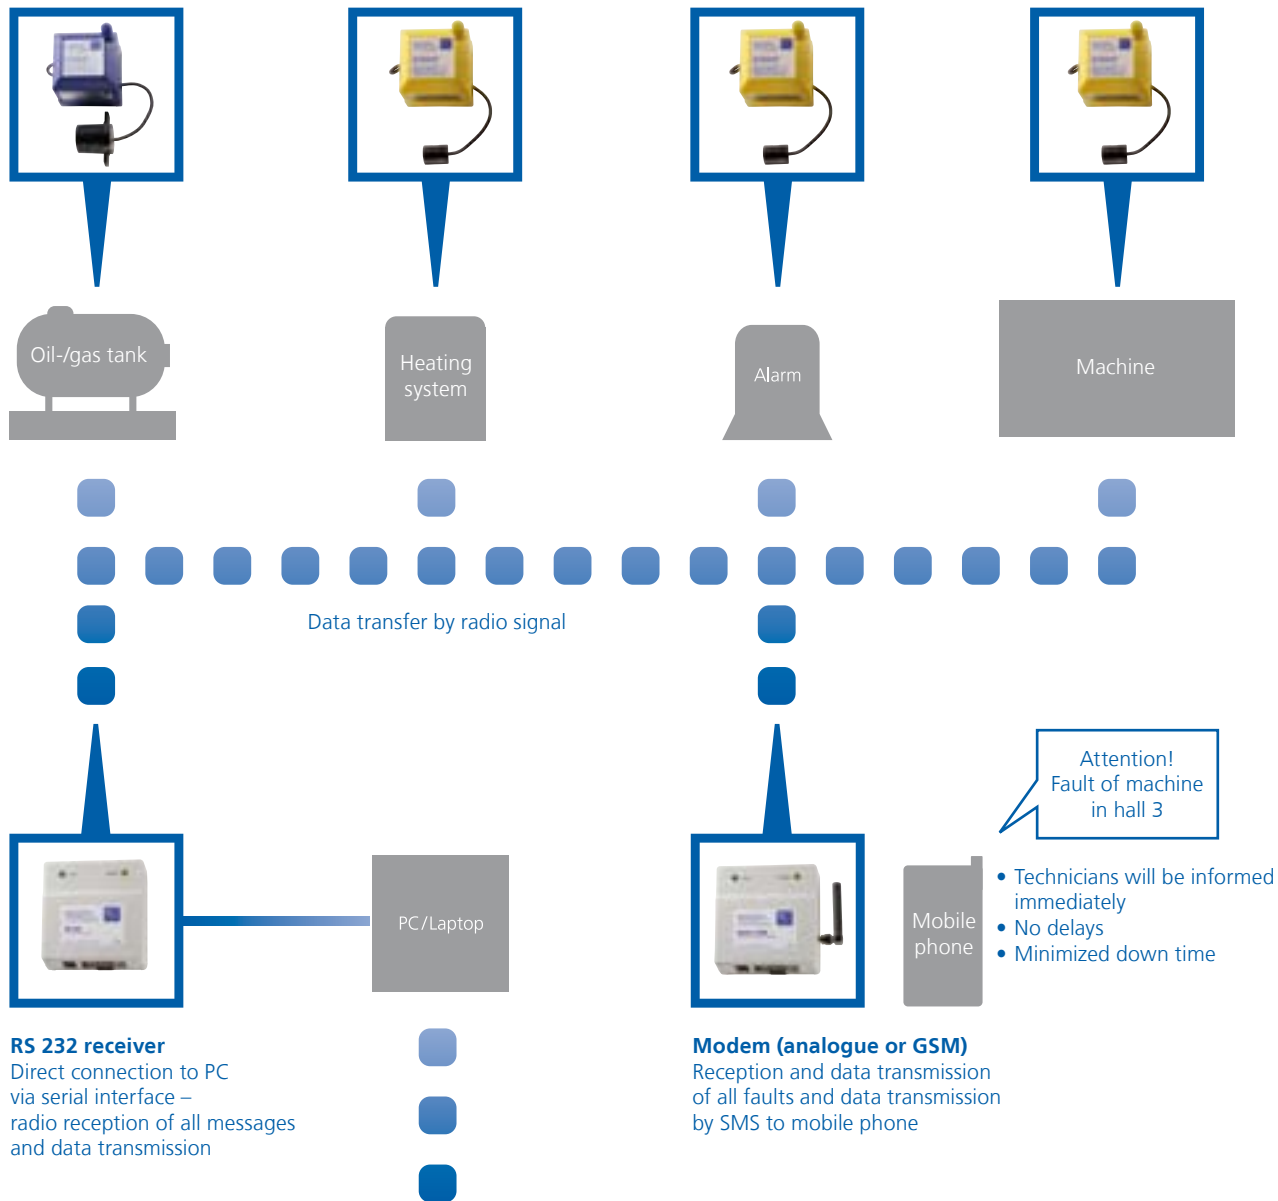 Oil-/gas tank
Heating
system
Alarm
Machine
Data transfer by radio signal
Attention!
Fault of machine
in hall 3
PC/Laptop
Mobile
phone
• Technicians will be informed
immediately
• No delays
• Minimized down time
RS 232 receiver
Direct connection to PC
via serial interface –
radio reception of all messages
and data transmission
Modem (analogue or GSM)
Reception and data transmission
of all faults and data transmission
by SMS to mobile phone